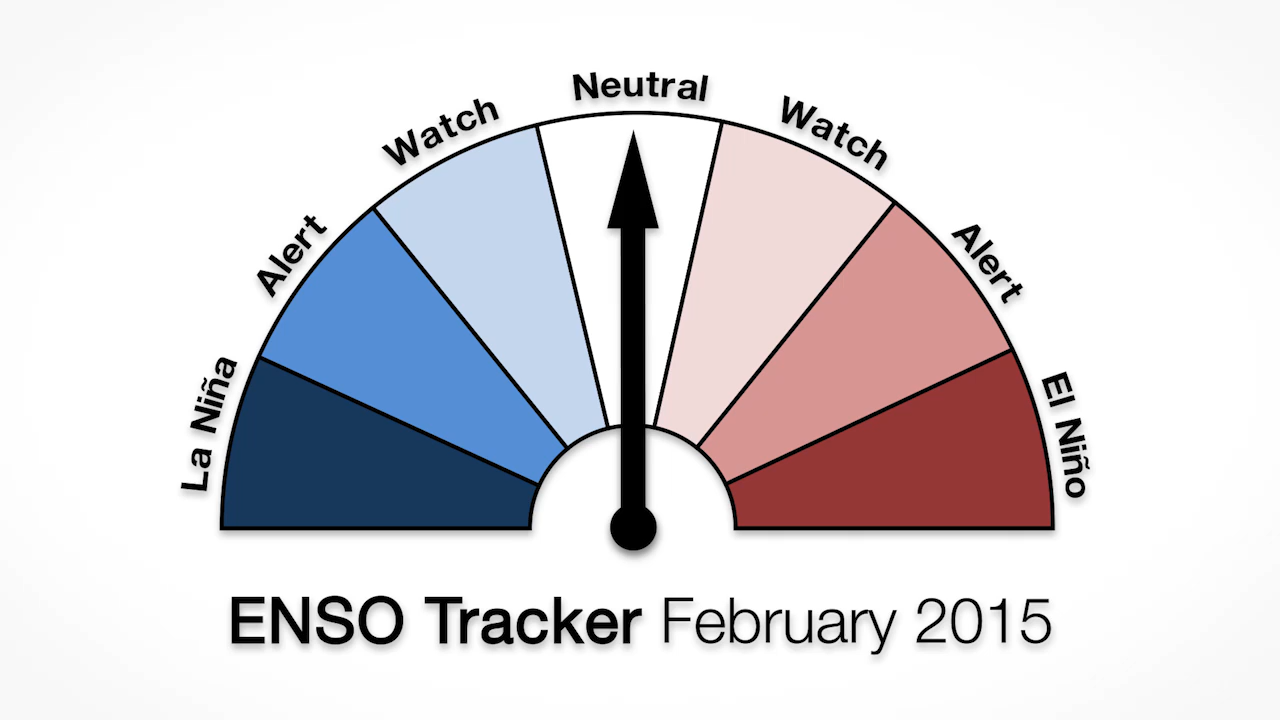 La Niña
Alert
Watch
Neutral
Watch
Alert
El Niño
ENSO Tracker February 2015